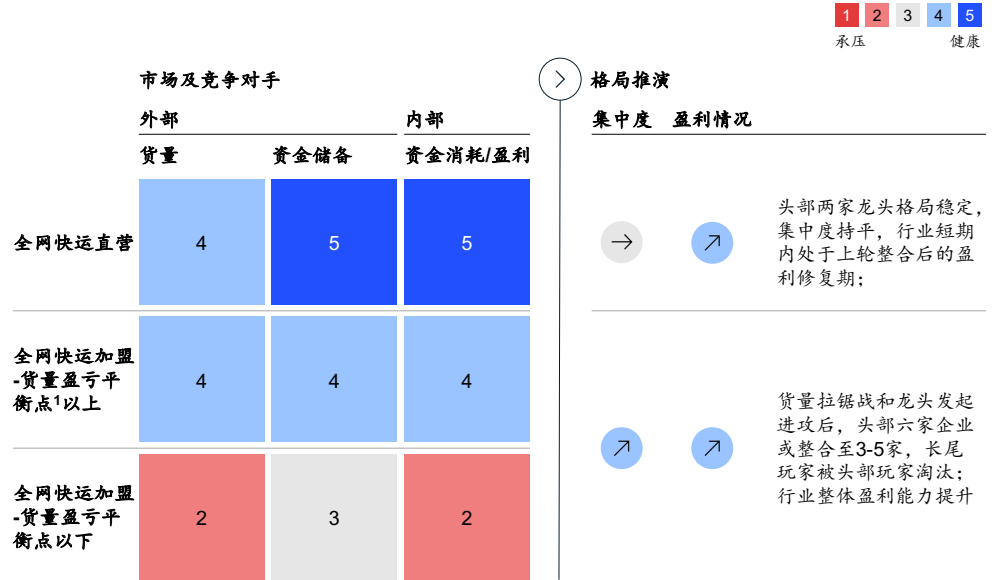 1 2 3 4 5
承压 健康
市场及竞争对手
格局推演
外部 内部
集中度 盈利情况
货量 资金储备 资金消耗/盈利
全网快运直营
4 5 5
头部两家龙头格局稳定，
集中度持平，行业短期
内处于上轮整合后的盈
利修复期；
全网快运加盟
-货量盈亏平
衡点1以上
4 4 4
货量拉锯战和龙头发起
进攻后，头部六家企业
或整合至3-5家，长尾
玩家被头部玩家淘汰；
行业整体盈利能力提升
全网快运加盟
-货量盈亏平
衡点以下
2 3 2